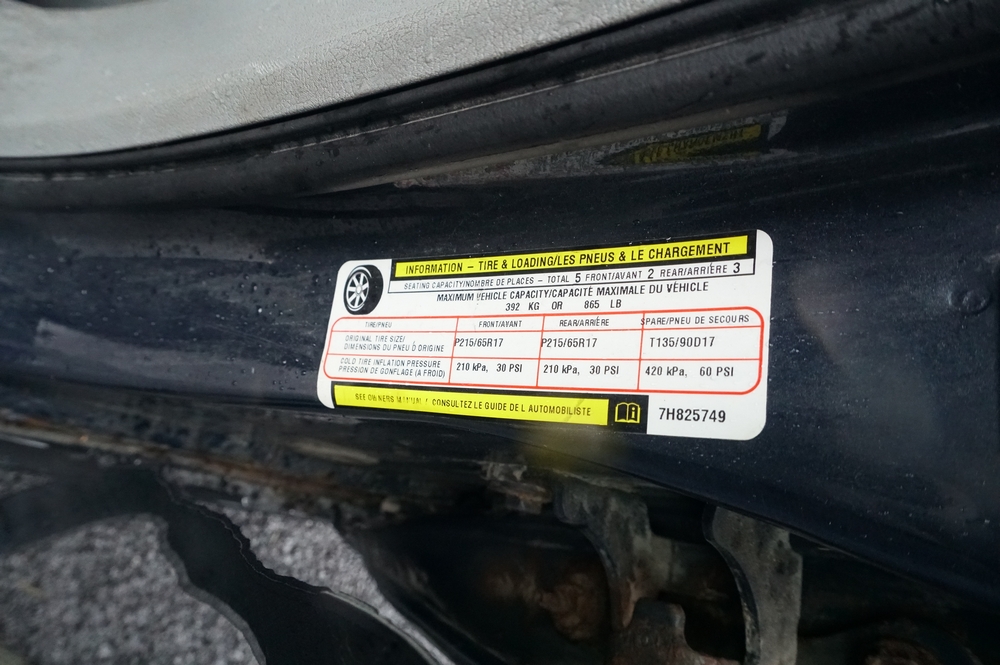 INFORMATION – TIRE & LOADING/LES PNEUS & LE CHARGEMENT
SEATING CAPACITY/NOMBRE DE PLACES – TOTAL 5 FRONT/AVANT 2 REAR/ARRIÈRE 3
MAXIMUM VEHICLE CAPACITY/CAPACITÉ MAXIMALE DU VÉHICLE
392 KG OR 865 LB
TIRE/PNEU FRONT/AVANT REAR/ARRIÈRE SPARE/PNEU DE SECOURS
ORIGINAL TIRE SIZE/
DIMENSIONS DU PNEU D'ORIGINE P215/65R17 P215/65R17 T135/90D17
COLD TIRE INFLATION PRESSURE
PRESSION DE GONFLAGE (A FROID) 210 kPa, 30 PSI 210 kPa, 30 PSI 420 kPa, 60 PSI
SEE OWNERS MANUAL / CONSULTEZ LE GUIDE DE L AUTOMOBILISTE
7H825749